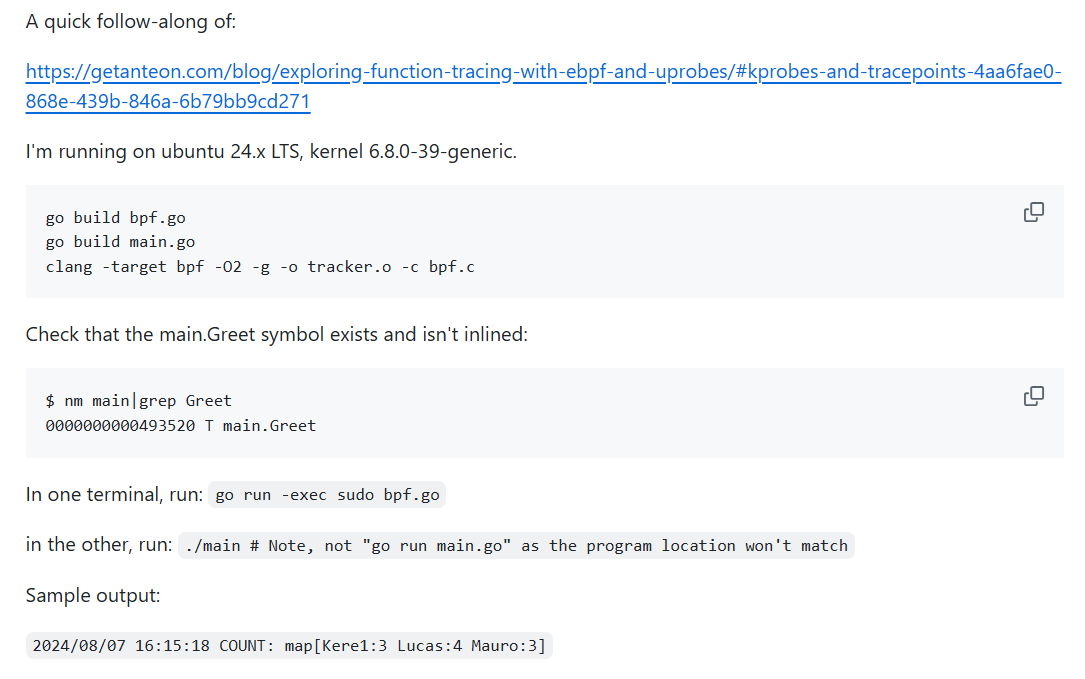 A quick follow-along of:
https://getanteon.com/blog/exploring-function-tracing-with-ebpf-and-uprobes/#kprobes-and-tracepoints-4aa6fae0-
868e-439b-846a-6b79bb9cd271
I'm running on ubuntu 24.x LTS, kernel 6.8.0-39-generic.
go build bpf.go
go build main.go
clang -target bpf -O2 -g -o tracker.o -c bpf.c
Check that the main.Greet symbol exists and isn't inlined:
$ nm main|grep Greet
0000000000493520 T main.Greet
In one terminal, run: go run -exec sudo bpf.go
in the other, run: ./main # Note, not "go run main.go" as the program location won't match
Sample output:
2024/08/07 16:15:18 COUNT: map[Kere1:3 Lucas:4 Mauro:3]